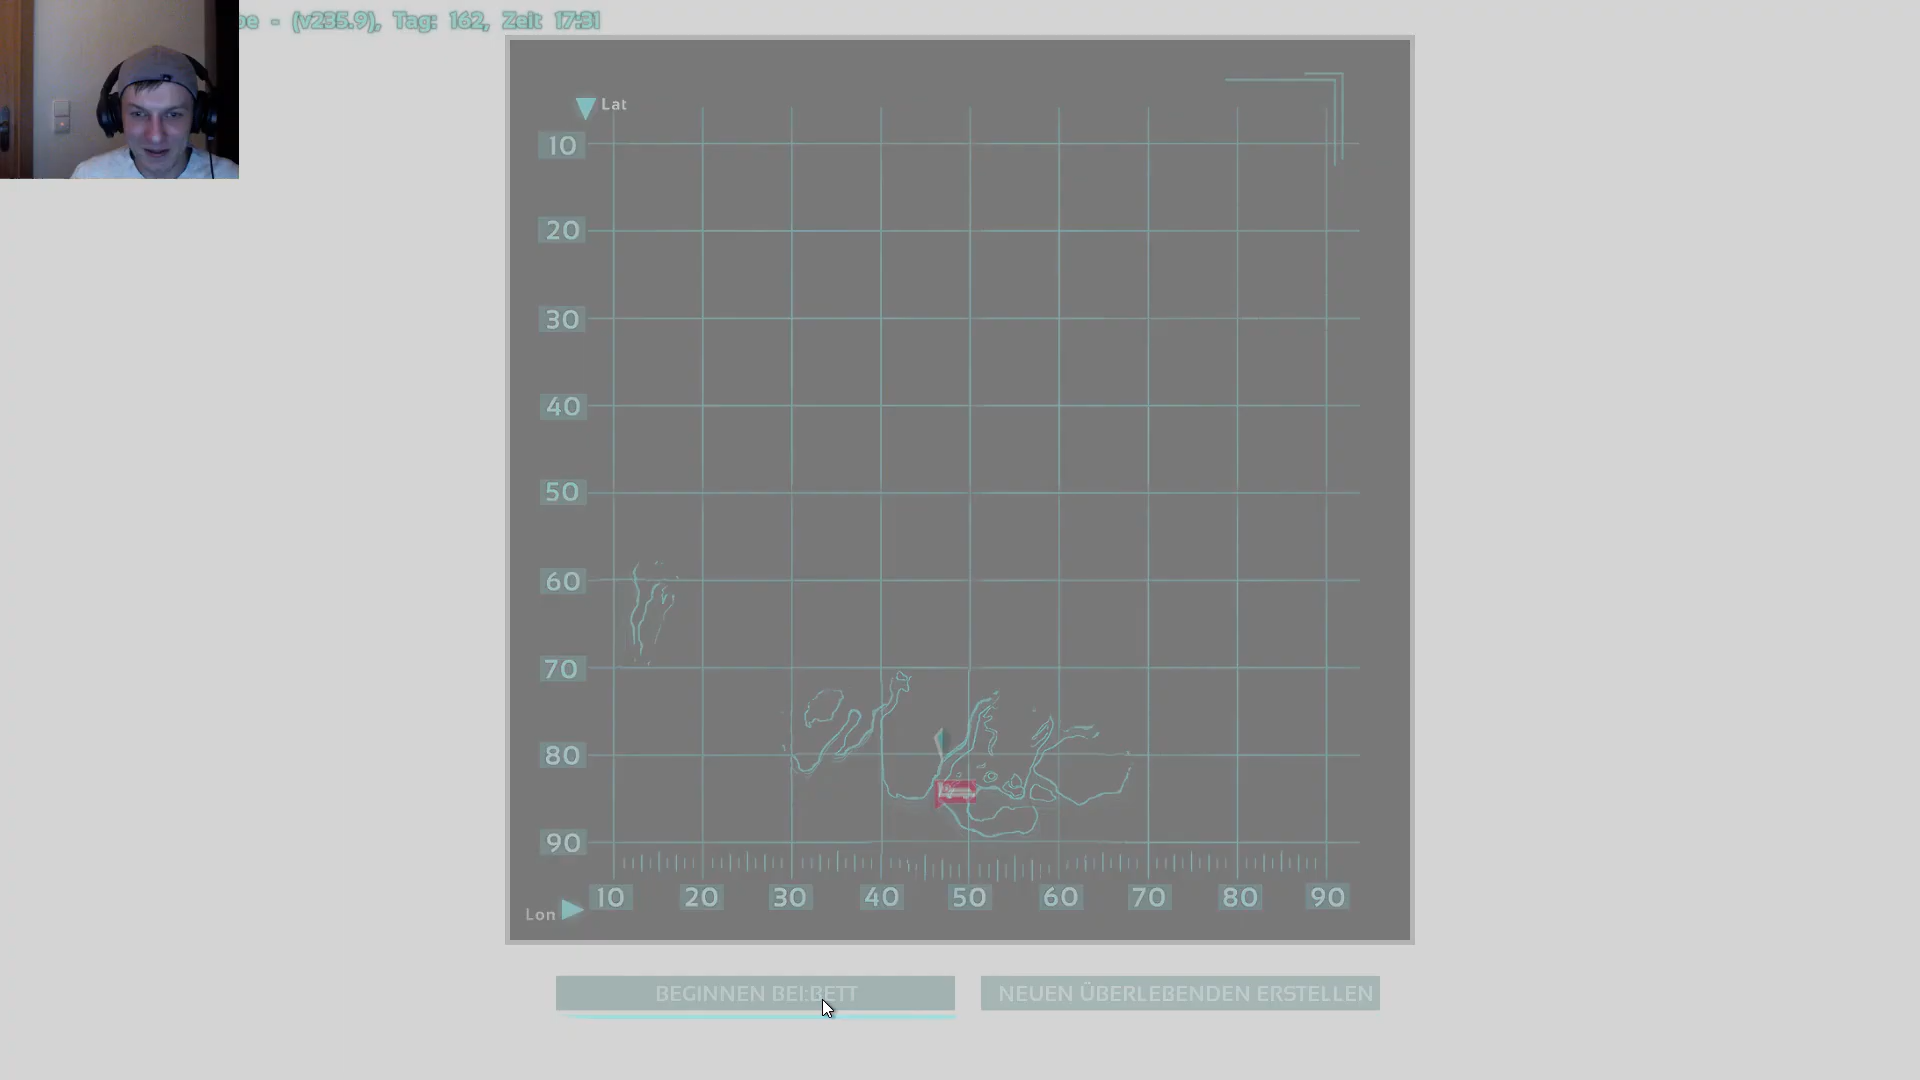 - (v235.9), Tag: 162, Zeit 17:31
Lat
10
20
30
40
50
60
70
80
90
10 20 30 40 50 60 70 80 90
Lon
BEGINNEN BEI:BETT
NEUEN ÜBERLEBENDEN ERSTELLEN